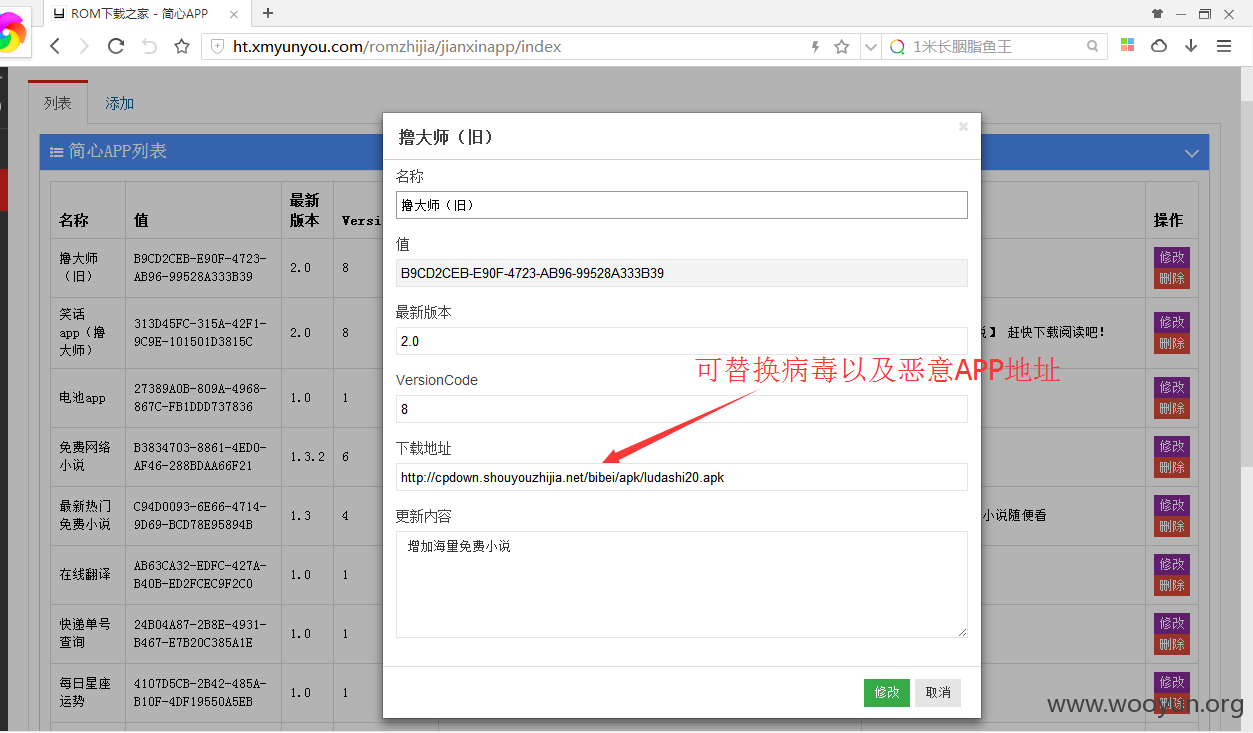 ROM下载之家 - 简心APP
ht.xmyunyou.com/romzhijia/jianxinapp/index
1米长胭脂鱼王
列表
添加
简心APP列表
名称
值
最新
版本
Versi
操作
撸大师
（旧）
B9CD2CEB-E90F-4723-
AB96-99528A333B39
2.0
8
修改
删除
笑话
app（撸
大师）
313D45FC-315A-42F1-
9C9E-101501D3815C
2.0
8
】 赶快下载阅读吧!
修改
删除
电池app
27389A0B-809A-4968-
867C-FB1DDD737836
1.0
1
修改
删除
免费网络
小说
B3834703-8861-4ED0-
AF46-288BDAA66F21
1.3.2
6
修改
删除
最新热门
免费小说
C94D0093-6E66-4714-
9D69-BCD78E95894B
1.3
4
小说随便看
修改
删除
在线翻译
AB63CA32-EDFC-427A-
B40B-ED2FCEC9F2C0
1.0
1
修改
删除
快递单号
查询
24B04A87-2B8E-4931-
B467-E7B20C385A1E
1.0
1
修改
删除
每日星座
运势
4107D5CB-2B42-485A-
B10F-4DF19550A5EB
1.0
1
修改
删除
撸大师（旧）
名称
撸大师（旧）
值
B9CD2CEB-E90F-4723-AB96-99528A333B39
最新版本
2.0
可替换病毒以及恶意APP地址
VersionCode
8
下载地址
http://cpdown.shouyouzhijia.net/bibei/apk/ludashi20.apk
更新内容
增加海量免费小说
修改
取消
www.wooyun.org